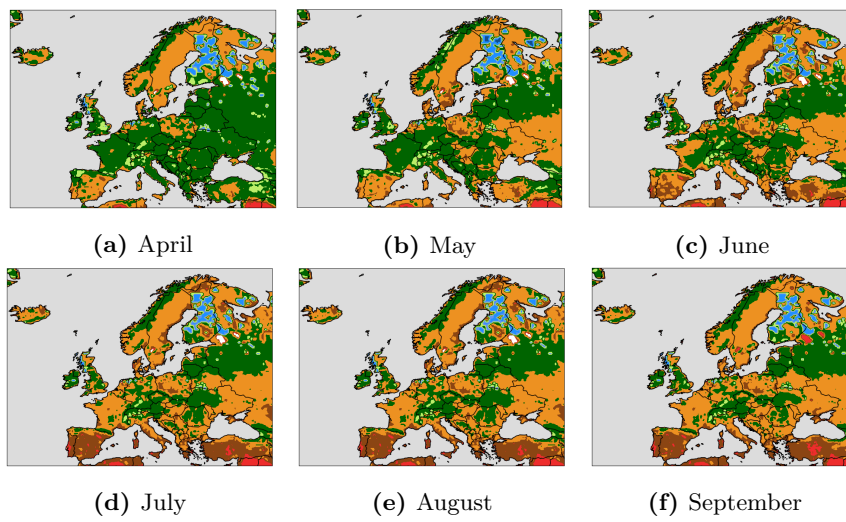 (a) April
(b) May
(c) June
(d) July
(e) August
(f) September